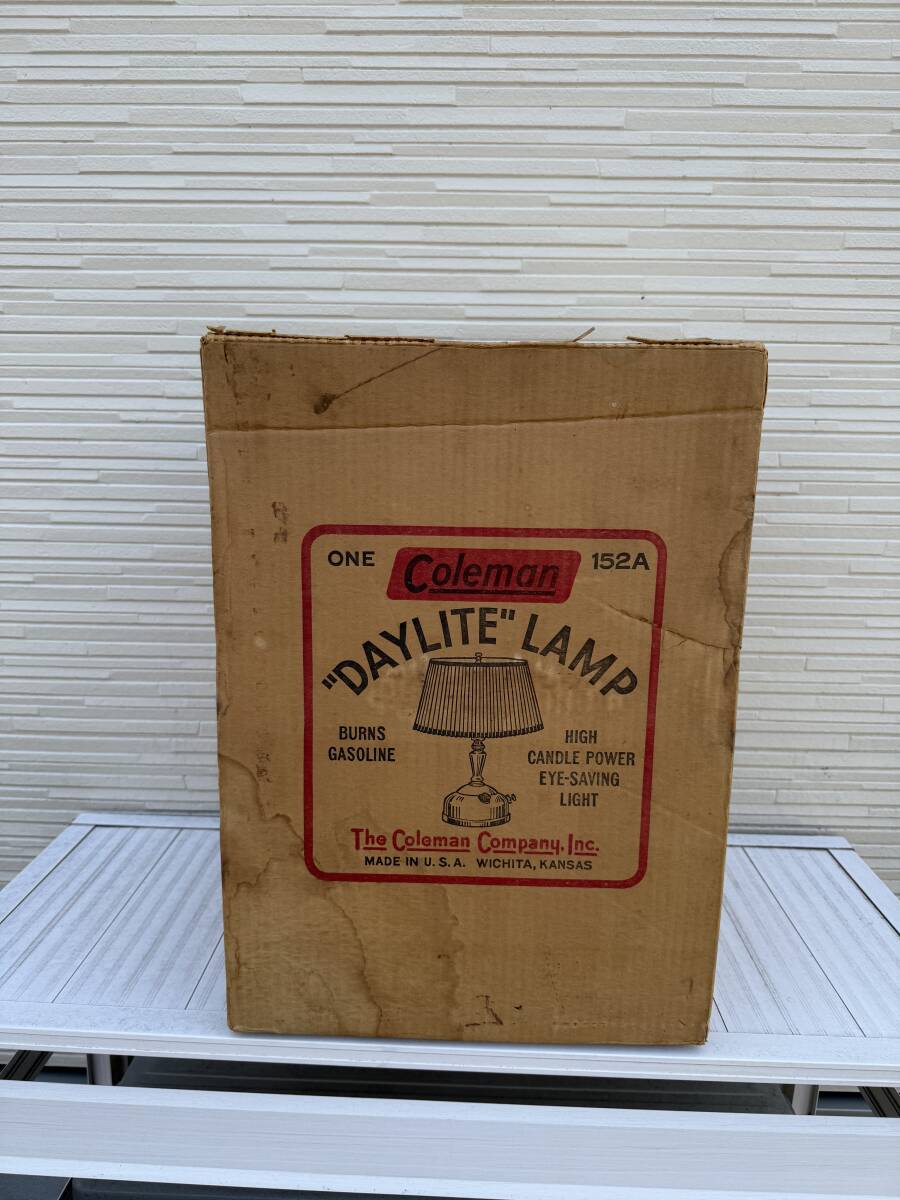 ONE Coleman 152A
"DAYLITE" LAMP
BURNS
GASOLINE
HIGH
CANDLE POWER
EYE-SAVING
LIGHT
The Coleman Company, Inc.
MADE IN U.S.A. WICHITA, KANSAS